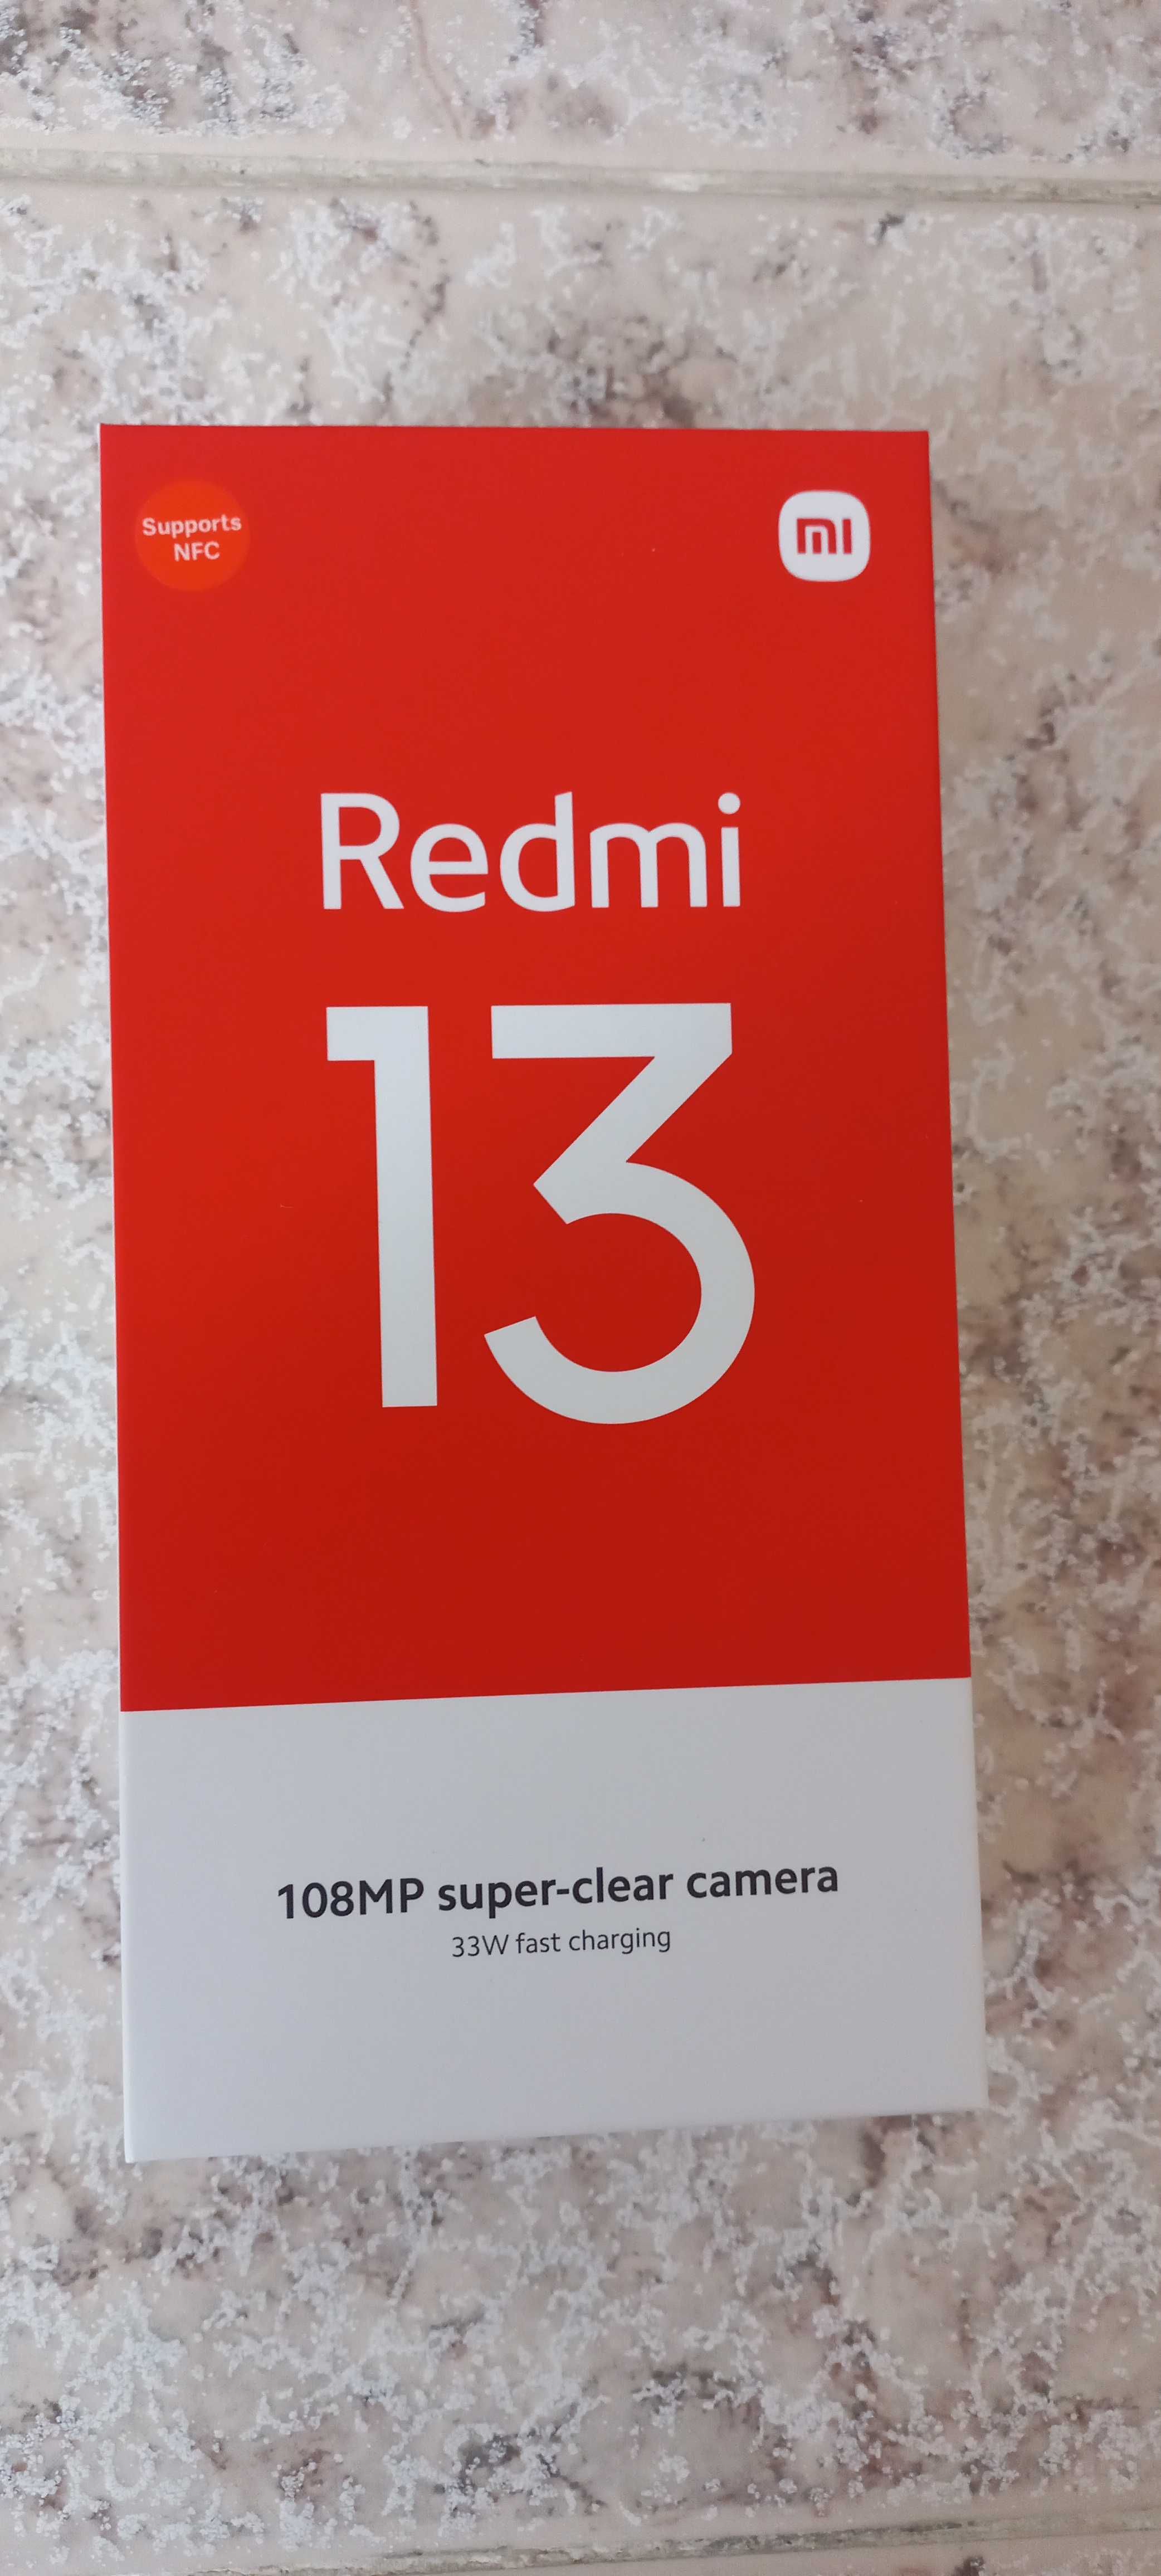 Supports
NFC
mi
Redmi
13
108MP super-clear camera
33W fast charging